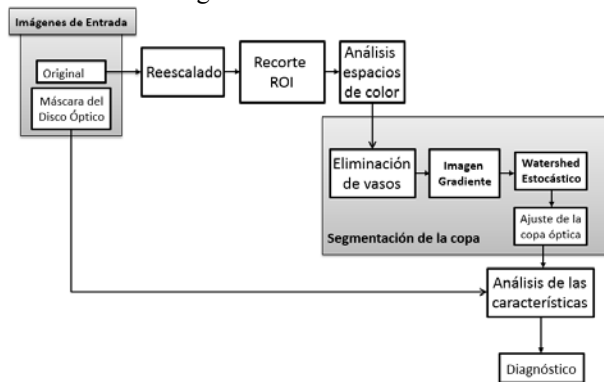 Imágenes de Entrada
Original
Máscara del
Disco Óptico
Reescalado
Recorte
ROI
Análisis
espacios
de color
Eliminación
de vasos
Imagen
Gradiente
Watershed
Estocástico
Ajuste de la
copa óptica
Segmentación de la copa
Análisis de las
características
Diagnóstico